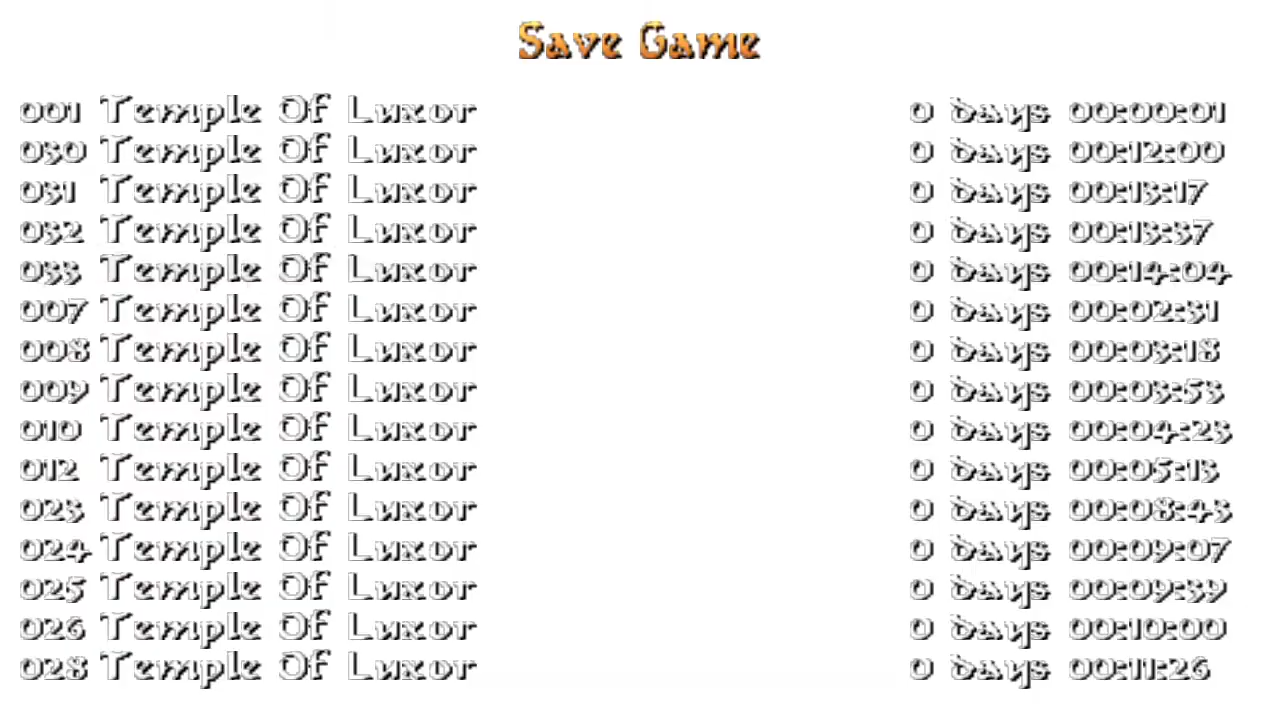 Save Game
001 Temple Of Luxor 0 days 00:00:01
030 Temple Of Luxor 0 days 00:12:00
031 Temple Of Luxor 0 days 00:13:17
032 Temple Of Luxor 0 days 00:13:37
033 Temple Of Luxor 0 days 00:14:04
007 Temple Of Luxor 0 days 00:02:31
008 Temple Of Luxor 0 days 00:03:18
009 Temple Of Luxor 0 days 00:03:53
010 Temple Of Luxor 0 days 00:04:23
012 Temple Of Luxor 0 days 00:05:13
023 Temple Of Luxor 0 days 00:08:43
024 Temple Of Luxor 0 days 00:09:07
025 Temple Of Luxor 0 days 00:09:39
026 Temple Of Luxor 0 days 00:10:00
028 Temple Of Luxor 0 days 00:11:26